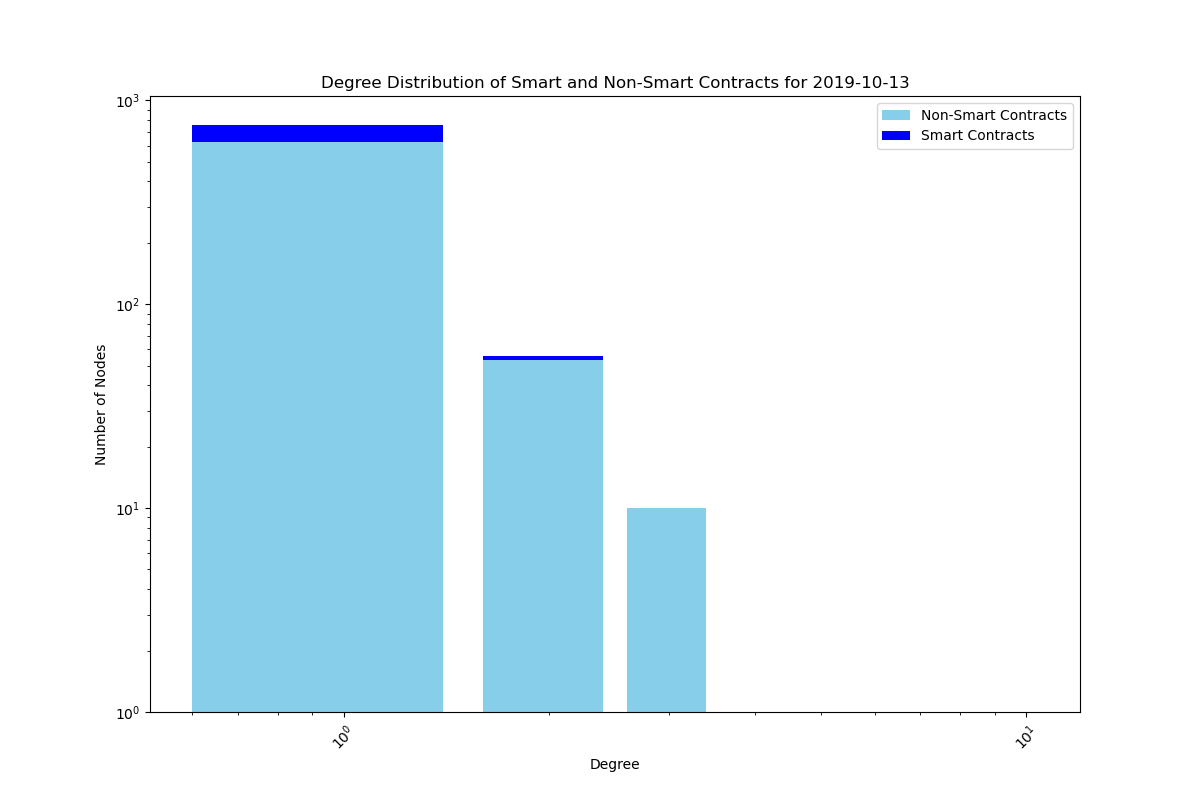 Degree Distribution of Smart and Non-Smart Contracts for 2019-10-13
Non-Smart Contracts
Smart Contracts
Number of Nodes
10³
10²
10¹
10⁰
10⁰
10¹
Degree